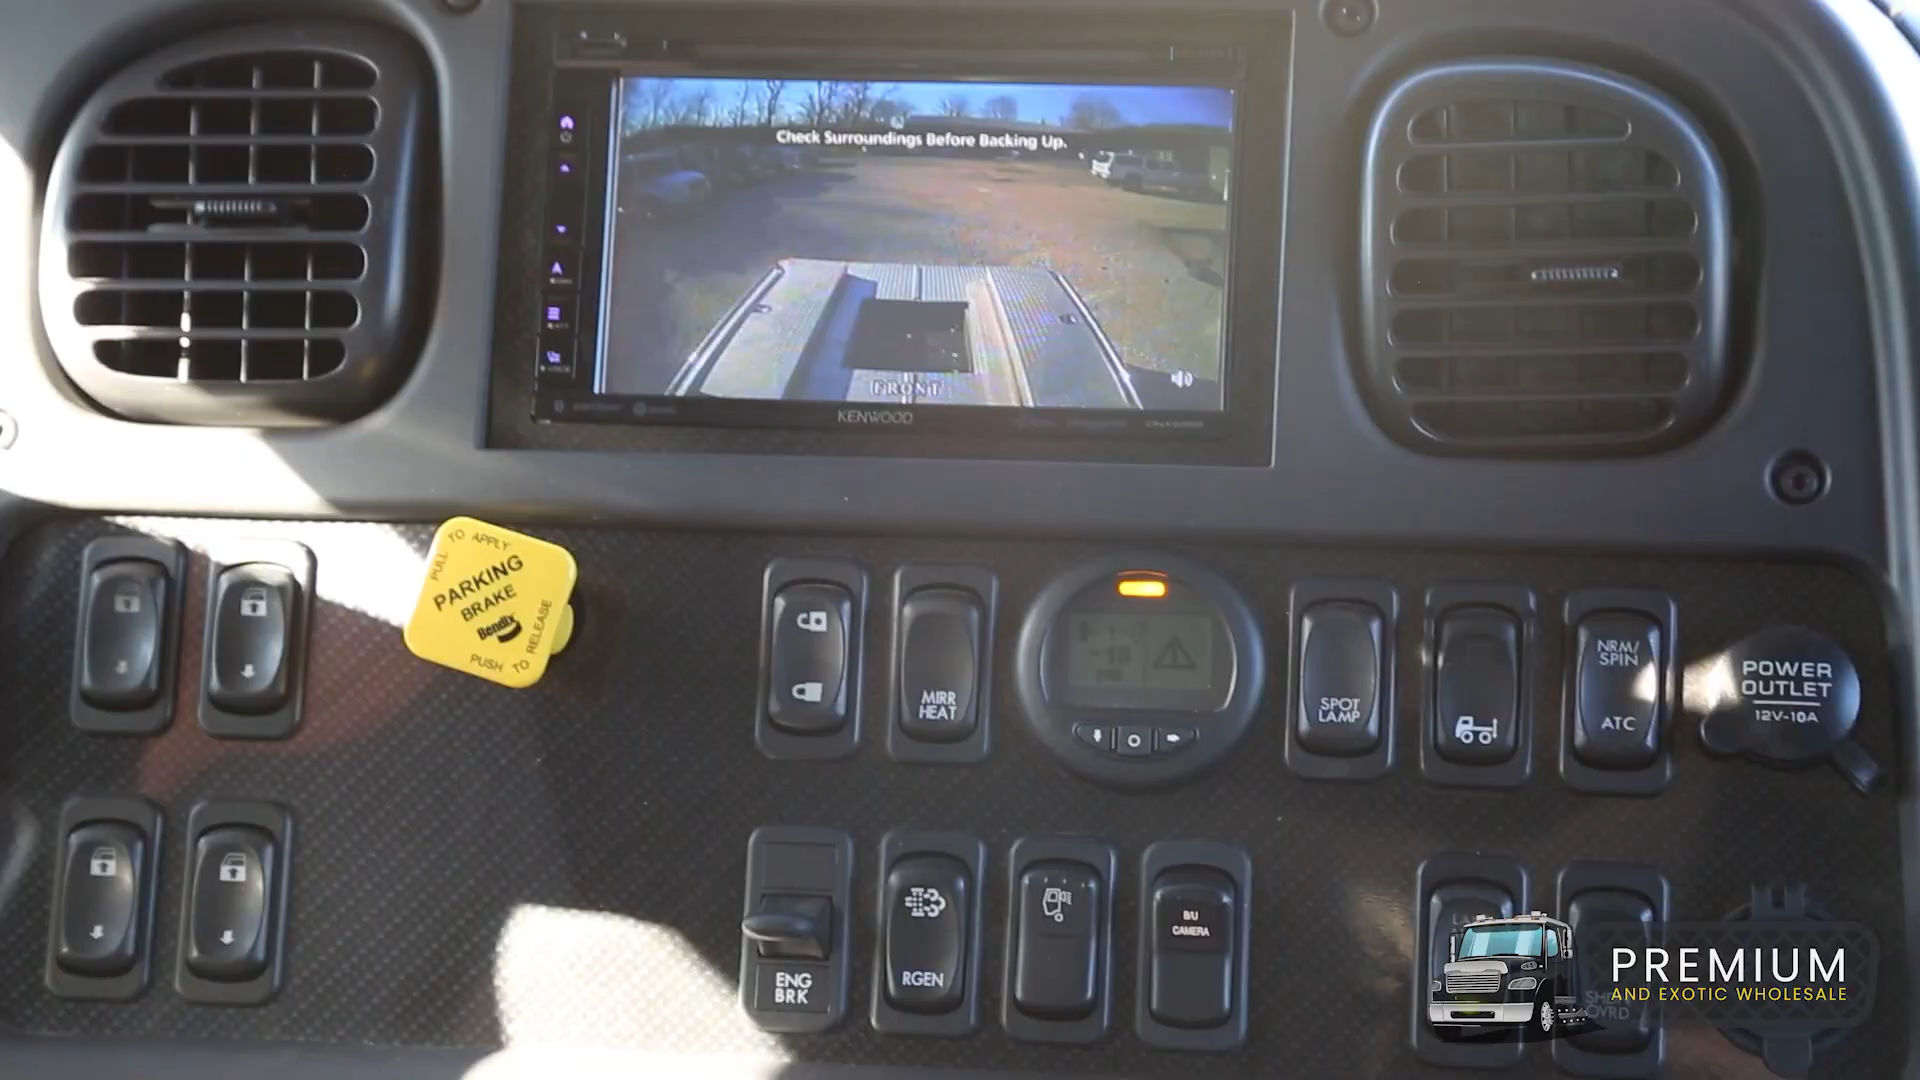 Check Surroundings Before Backing Up.
FRONT
KENWOOD
PULL TO APPLY
PARKING
BRAKE
Bendix
PUSH TO RELEASE
MIRR
HEAT
SPOT
LAMP
NRM/
SPIN
ATC
POWER
OUTLET
12V-10A
ENG
BRK
RGEN
B/U
CAMERA
OVRD
PREMIUM
AND EXOTIC WHOLESALE